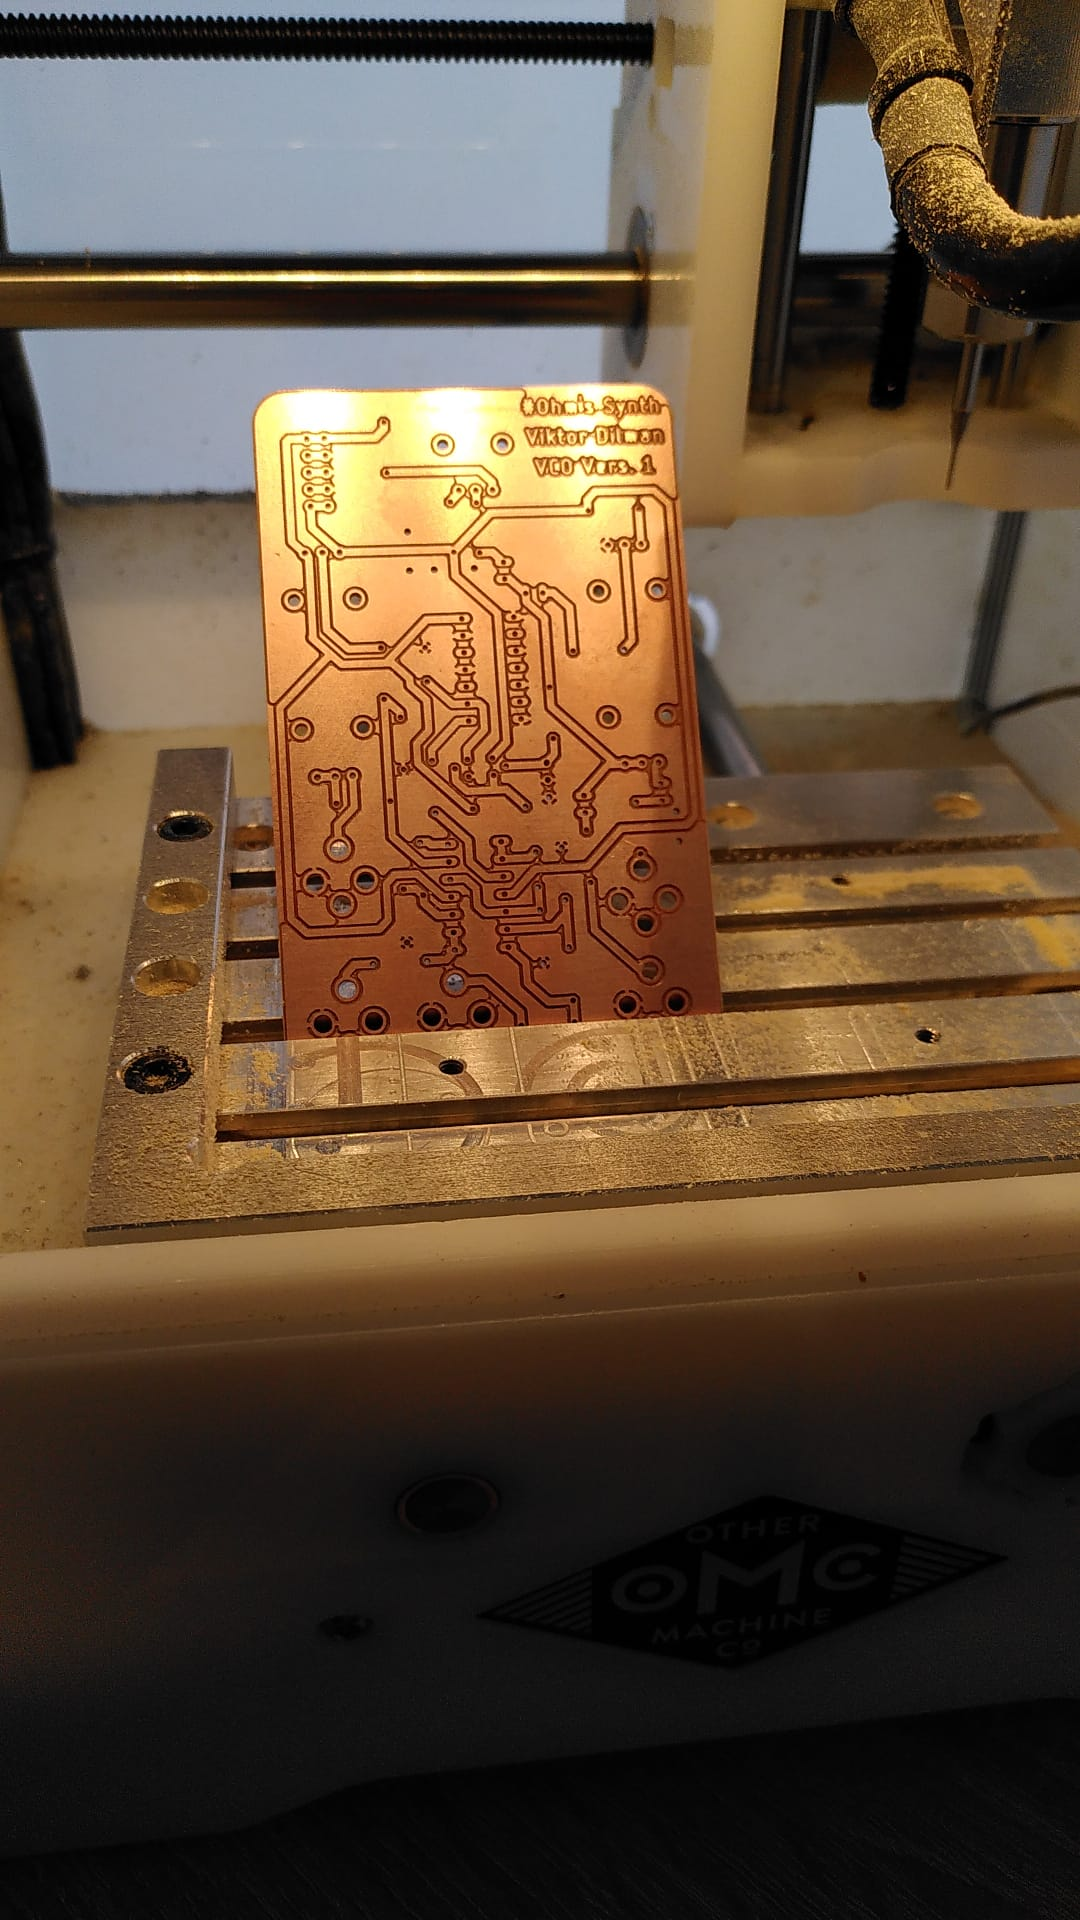 #Ohmis Synth
Viktor Dilman
VCO Vers. 1
OTHER
OMC
MACHINE
CO